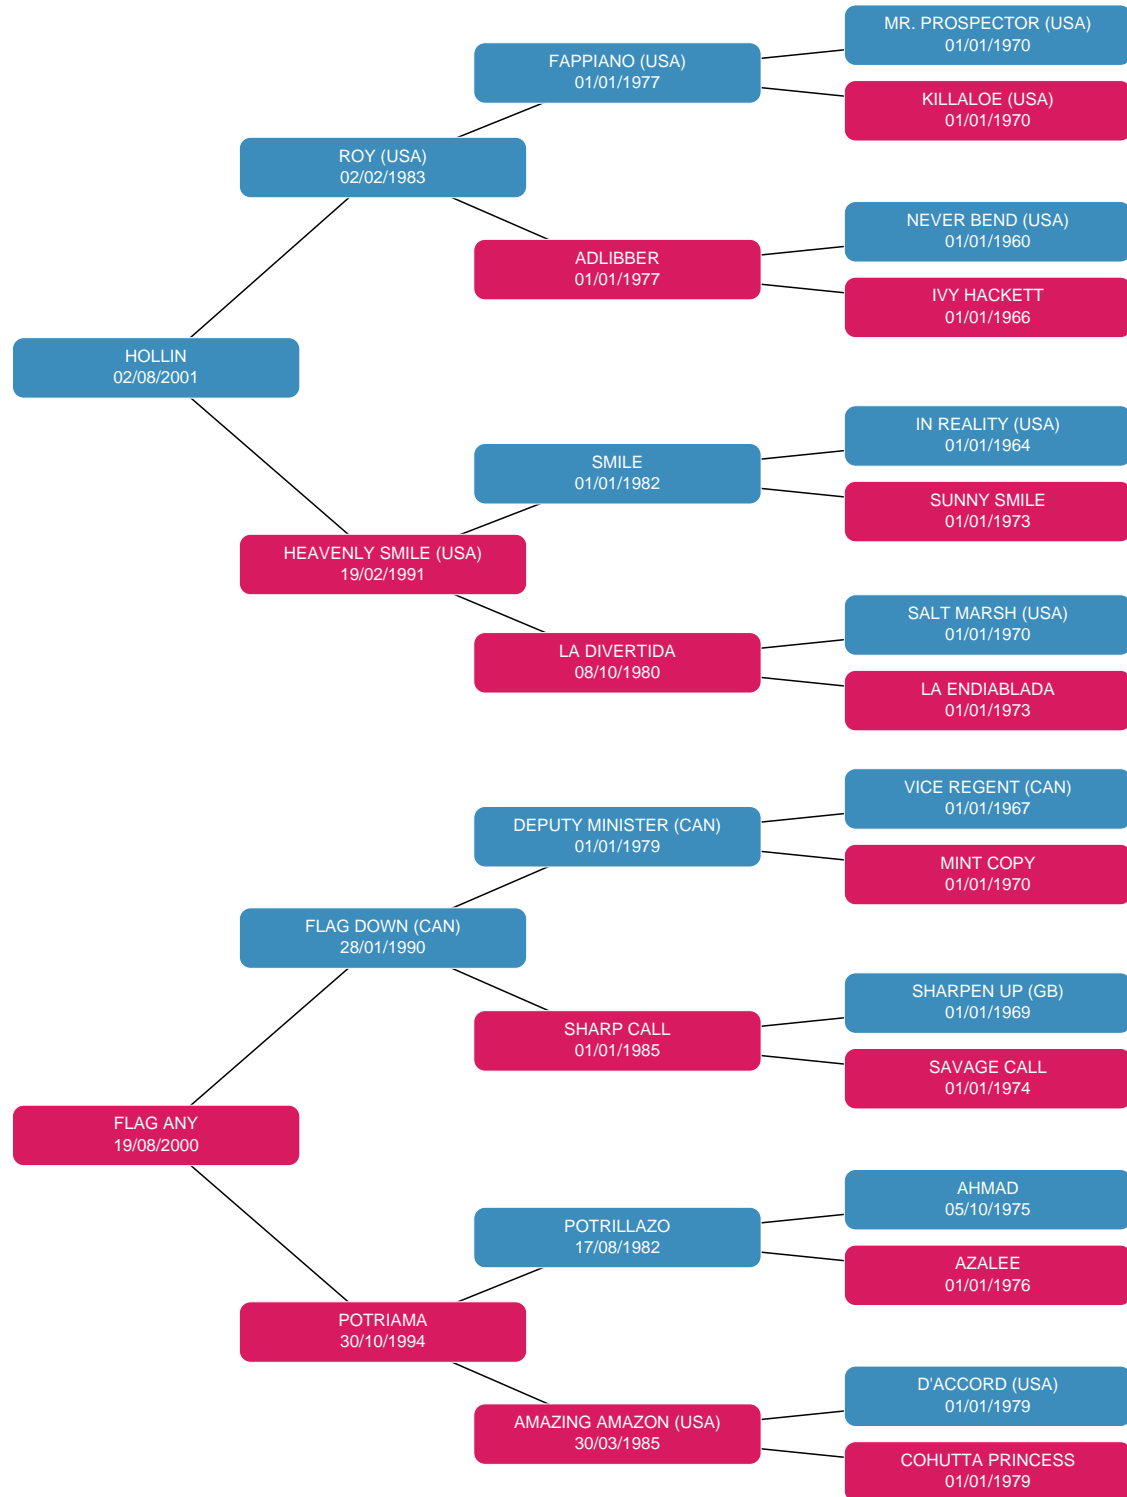 MR. PROSPECTOR (USA)
01/01/1970
FAPPIANO (USA)
01/01/1977
KILLALOE (USA)
01/01/1970
ROY (USA)
02/02/1983
NEVER BEND (USA)
01/01/1960
ADLIBBER
01/01/1977
IVY HACKETT
01/01/1966
HOLLIN
02/08/2001
IN REALITY (USA)
01/01/1964
SMILE
01/01/1982
SUNNY SMILE
01/01/1973
HEAVENLY SMILE (USA)
19/02/1991
SALT MARSH (USA)
01/01/1970
LA DIVERTIDA
08/10/1980
LA ENDIABLADA
01/01/1973
VICE REGENT (CAN)
01/01/1967
DEPUTY MINISTER (CAN)
01/01/1979
MINT COPY
01/01/1970
FLAG DOWN (CAN)
28/01/1990
SHARPEN UP (GB)
01/01/1969
SHARP CALL
01/01/1985
SAVAGE CALL
01/01/1974
FLAG ANY
19/08/2000
AHMAD
05/10/1975
POTRILLAZO
17/08/1982
AZALEE
01/01/1976
POTRIAMA
30/10/1994
D'ACCORD (USA)
01/01/1979
AMAZING AMAZON (USA)
30/03/1985
COHUTTA PRINCESS
01/01/1979